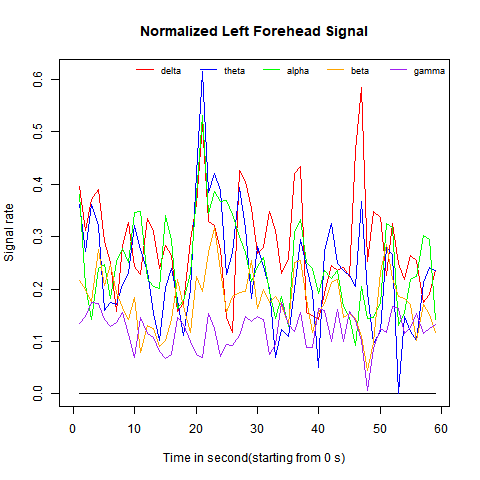 Normalized Left Forehead Signal
delta theta alpha beta gamma
Signal rate
0.0 0.1 0.2 0.3 0.4 0.5 0.6
0 10 20 30 40 50 60
Time in second(starting from 0 s)